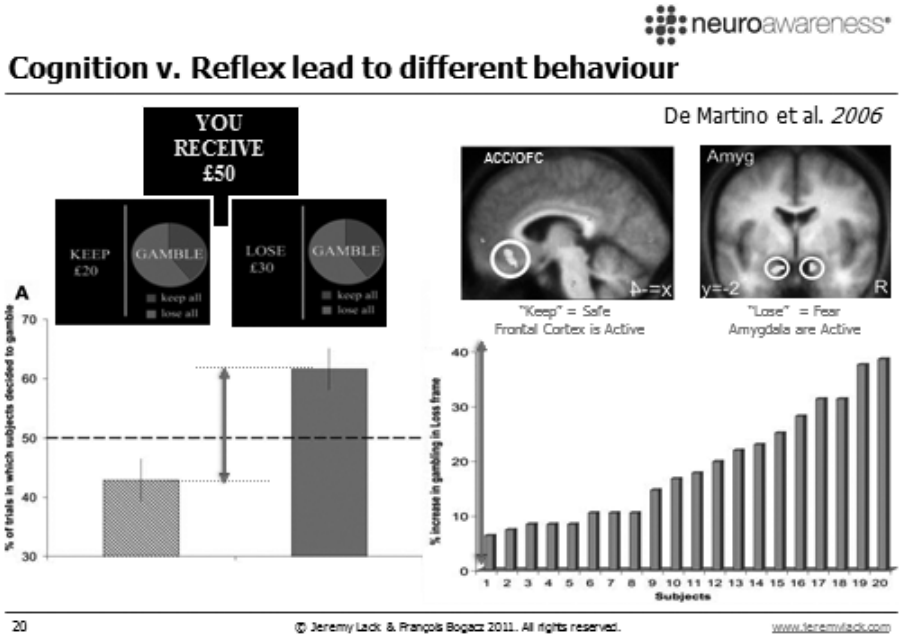 neuroawareness®
Cognition v. Reflex lead to different behaviour
De Martino et al. 2006
YOU
RECEIVE
£50
KEEP
£20
GAMBLE
keep all
lose all
LOSE
£30
GAMBLE
keep all
lose all
ACC/OFC
x=-4
Amyg
y=-2
R
"Keep" = Safe
Frontal Cortex is Active
"Lose" = Fear
Amygdala are Active
A
% of trials in which subjects decided to gamble
70
60
50
40
30
% increase in gambling in Loss frame
40
30
20
10
0
1 2 3 4 5 6 7 8 9 10 11 12 13 14 15 16 17 18 19 20
Subjects
20
© Jeremy Lack & François Bogacz 2011. All rights reserved.
www.jeremylack.com